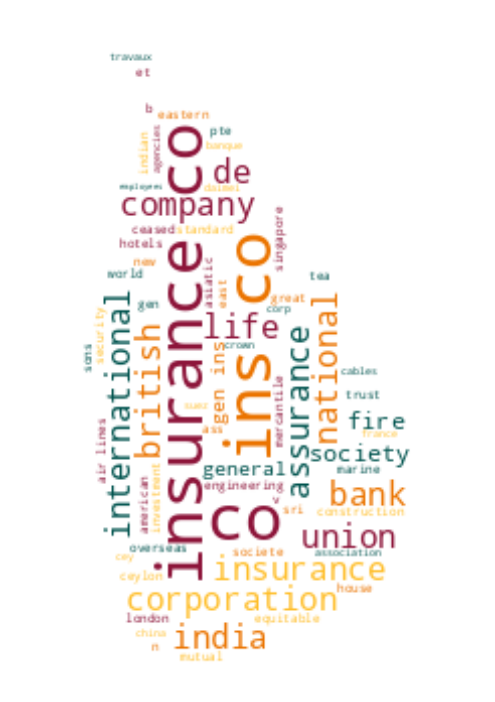 travaux
et
b
eastern
pte
agencies
indian
banque
de
employees
daimei
company
insurance co
ceased
standard
singapore
hotels
new
asiatic
ins co
world
east
tea
great
gen
corp
international
british
life
national
security
sons
crown
gen ins
assurance
cables
mercantile
trust
suez
fire
ass
france
air lines
society
general
marine
american
investment
engineering
bank
v
co
sri
construction
union
overseas
societe
association
cey
insurance
ceylon
house
corporation
london
equitable
china
india
n
mutual